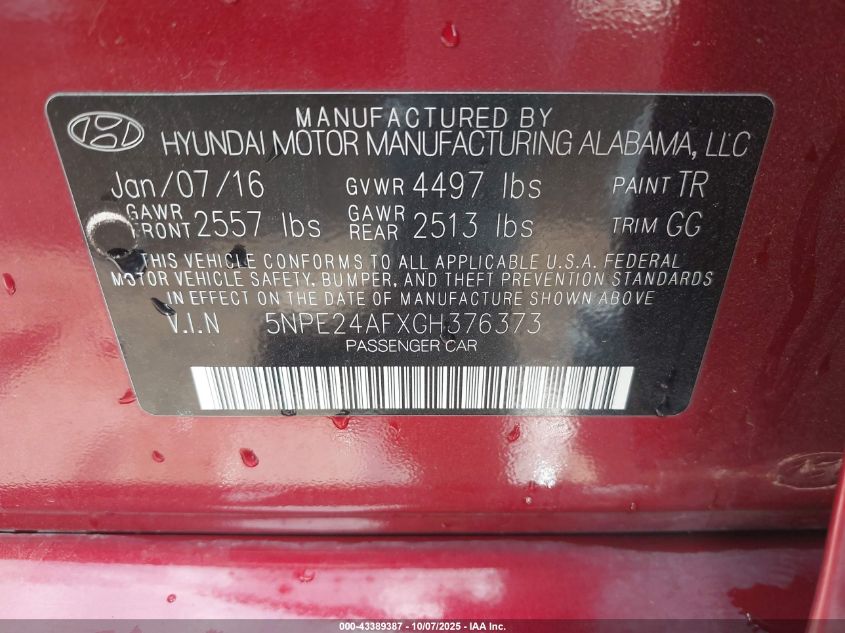 MANUFACTURED BY
HYUNDAI MOTOR MANUFACTURING ALABAMA, LLC
Jan/07/16 GVWR 4497 lbs PAINT TR
GAWR FRONT 2557 lbs GAWR REAR 2513 lbs TRIM GG
THIS VEHICLE CONFORMS TO ALL APPLICABLE U.S.A. FEDERAL
MOTOR VEHICLE SAFETY, BUMPER, AND THEFT PREVENTION STANDARDS
IN EFFECT ON THE DATE OF MANUFACTURE SHOWN ABOVE
V.I.N 5NPE24AFXGH376373
PASSENGER CAR
000-43389387 - 10/07/2025 - IAA Inc.